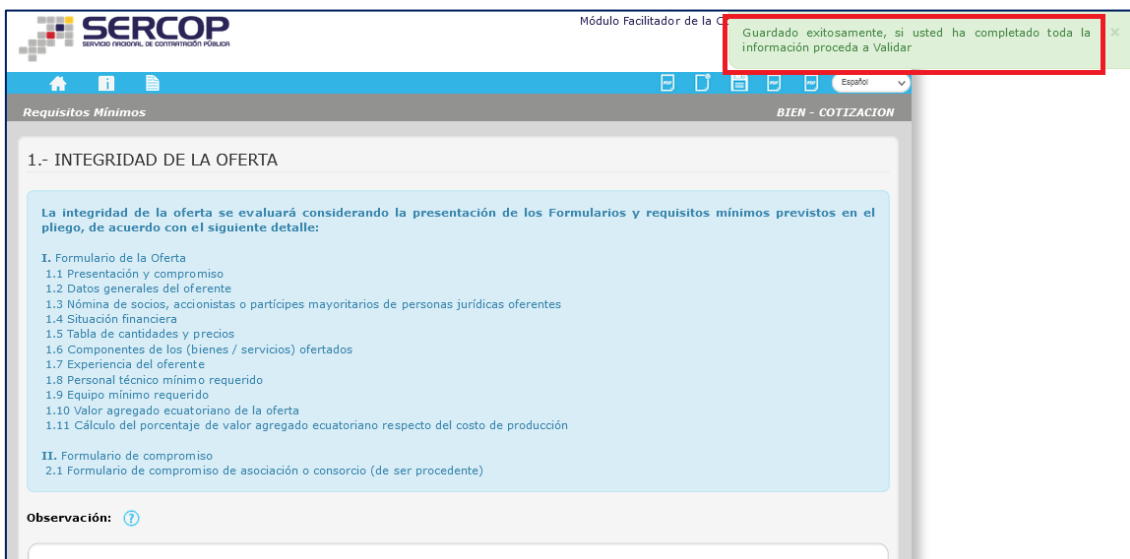 SERCOP
SERVICIO NACIONAL DE CONTRATACIÓN PÚBLICA
Módulo Facilitador de la
Guardado exitosamente, si usted ha completado toda la
información proceda a Validar
×
Español
Requisitos Mínimos
BIEN - COTIZACION
1.- INTEGRIDAD DE LA OFERTA
La integridad de la oferta se evaluará considerando la presentación de los Formularios y requisitos mínimos previstos en el
pliego, de acuerdo con el siguiente detalle:
I. Formulario de la Oferta
1.1 Presentación y compromiso
1.2 Datos generales del oferente
1.3 Nómina de socios, accionistas o partícipes mayoritarios de personas jurídicas oferentes
1.4 Situación financiera
1.5 Tabla de cantidades y precios
1.6 Componentes de los (bienes / servicios) ofertados
1.7 Experiencia del oferente
1.8 Personal técnico mínimo requerido
1.9 Equipo mínimo requerido
1.10 Valor agregado ecuatoriano de la oferta
1.11 Cálculo del porcentaje de valor agregado ecuatoriano respecto del costo de producción
II. Formulario de compromiso
2.1 Formulario de compromiso de asociación o consorcio (de ser procedente)
Observación: ?